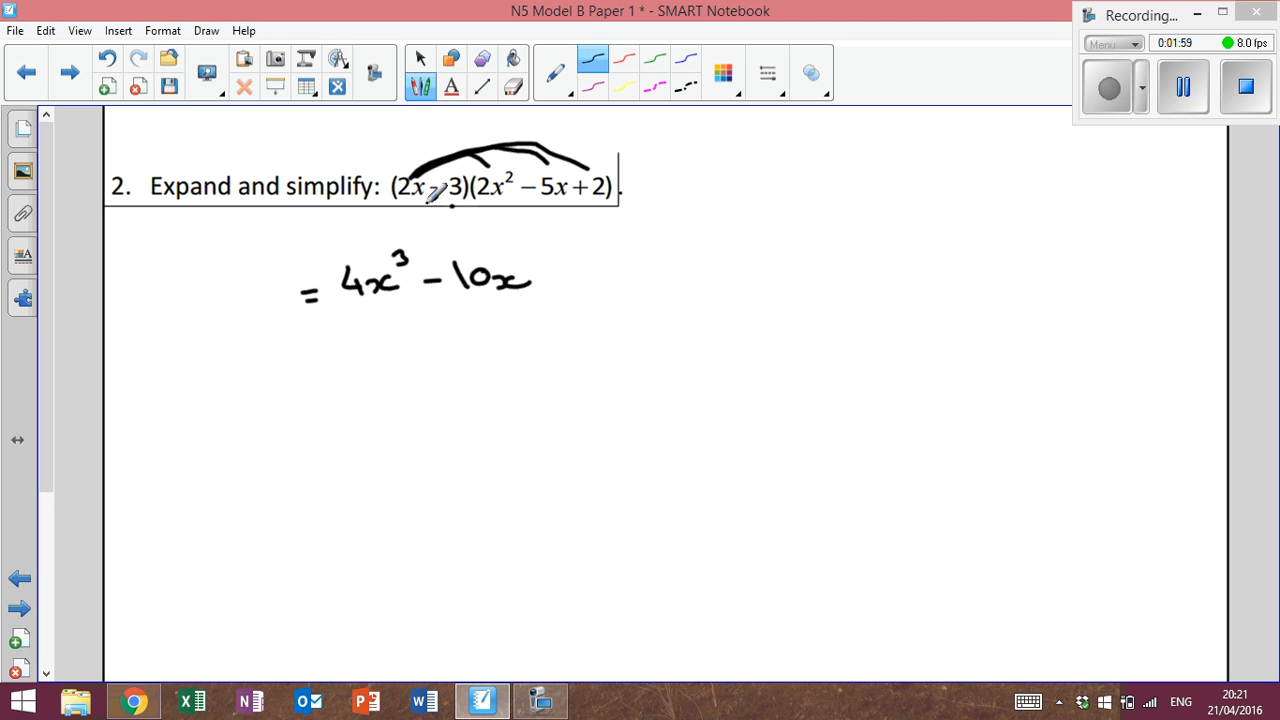 N5 Model B Paper 1 * - SMART Notebook
Recording...
File Edit View Insert Format Draw Help
Menu
0:01:59
8.0 fps
2. Expand and simplify: (2x - 3)(2x² - 5x + 2).
= 4x³ - 10x
ENG
20:21
21/04/2016